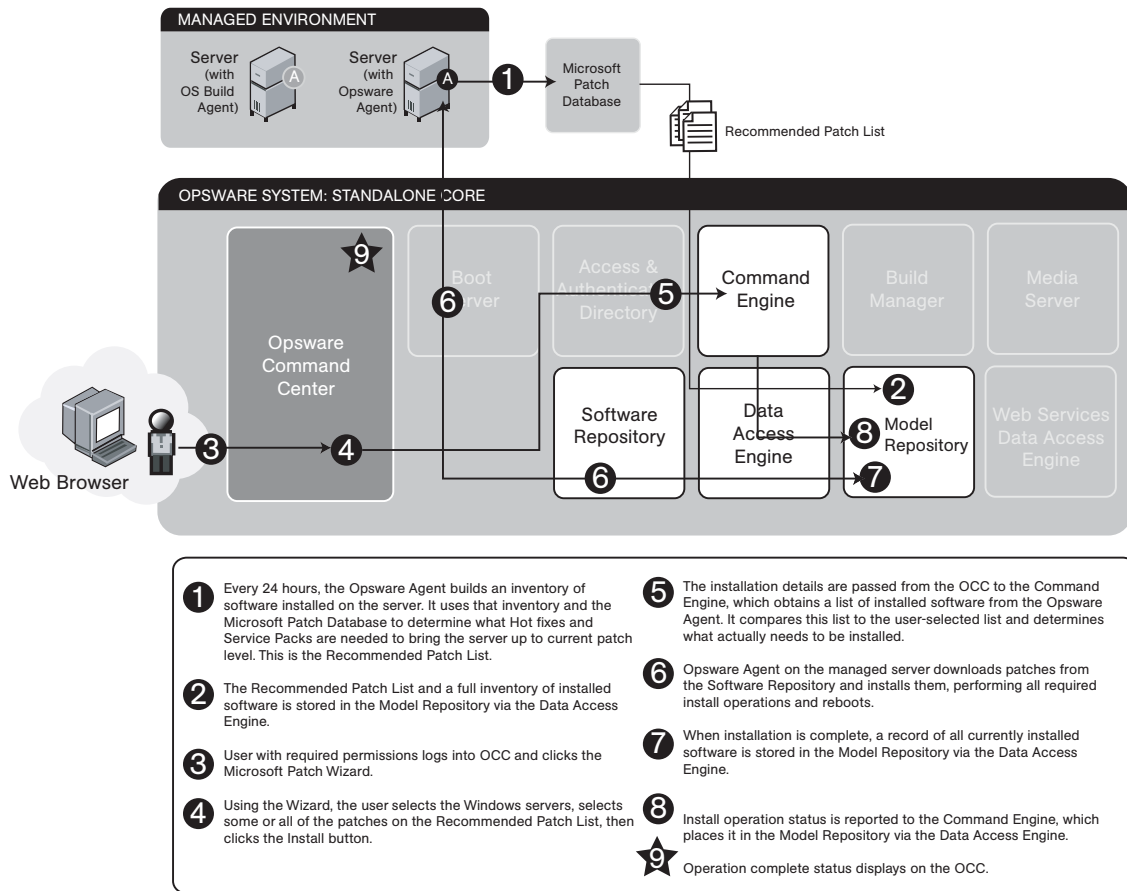 MANAGED ENVIRONMENT
Server
(with
OS Build
Agent)
A
Server
(with
Opsware
Agent)
A
1
Microsoft
Patch
Database
Recommended Patch List
OPSWARE SYSTEM: STANDALONE CORE
9
Opsware
Command
Center
Boot
Server
6
Access &
Authentication
Directory
5
Command
Engine
Build
Manager
Media
Server
Web Browser
3
4
Software
Repository
6
Data
Access
Engine
2
8 Model
Repository
7
Web Services
Data Access
Engine
1 Every 24 hours, the Opsware Agent builds an inventory of
software installed on the server. It uses that inventory and the
Microsoft Patch Database to determine what Hot fixes and
Service Packs are needed to bring the server up to current patch
level. This is the Recommended Patch List.
2 The Recommended Patch List and a full inventory of installed
software is stored in the Model Repository via the Data Access
Engine.
3 User with required permissions logs into OCC and clicks the
Microsoft Patch Wizard.
4 Using the Wizard, the user selects the Windows servers, selects
some or all of the patches on the Recommended Patch List, then
clicks the Install button.
5 The installation details are passed from the OCC to the Command
Engine, which obtains a list of installed software from the Opsware
Agent. It compares this list to the user-selected list and determines
what actually needs to be installed.
6 Opsware Agent on the managed server downloads patches from
the Software Repository and installs them, performing all required
install operations and reboots.
7 When installation is complete, a record of all currently installed
software is stored in the Model Repository via the Data Access
Engine.
8 Install operation status is reported to the Command Engine, which
places it in the Model Repository via the Data Access Engine.
9 Operation complete status displays on the OCC.